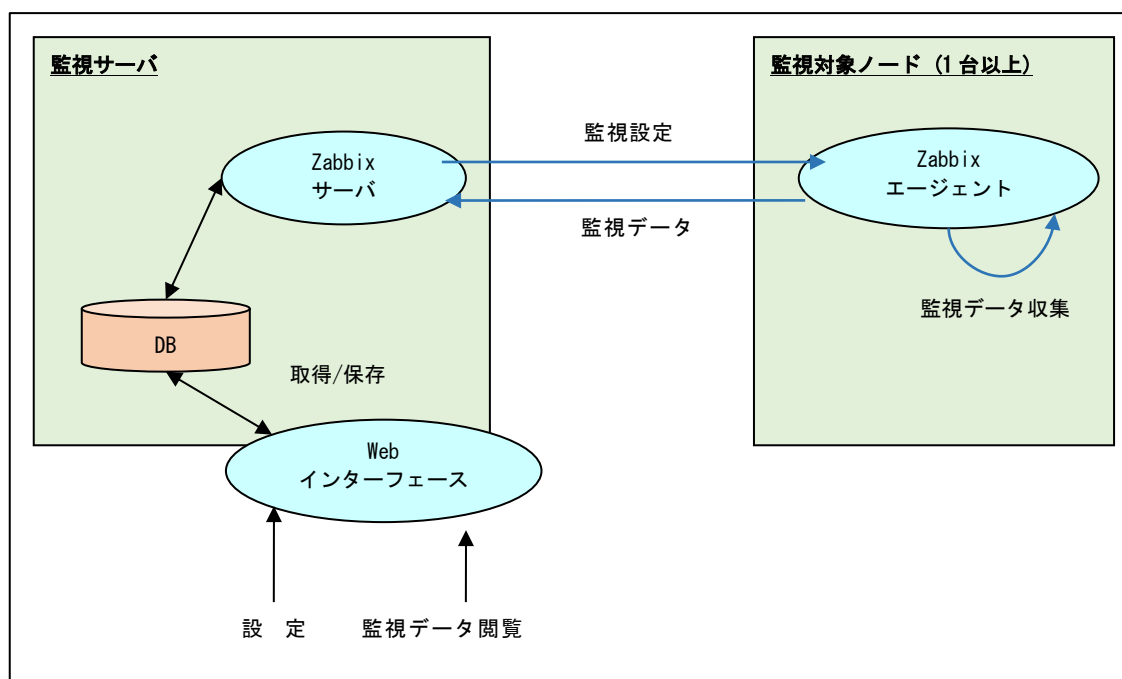 監視サーバ
監視対象ノード (1台以上)
監視設定
Zabbix
サーバ
Zabbix
エージェント
監視データ
監視データ収集
DB
取得/保存
Web
インターフェース
設　定
監視データ閲覧